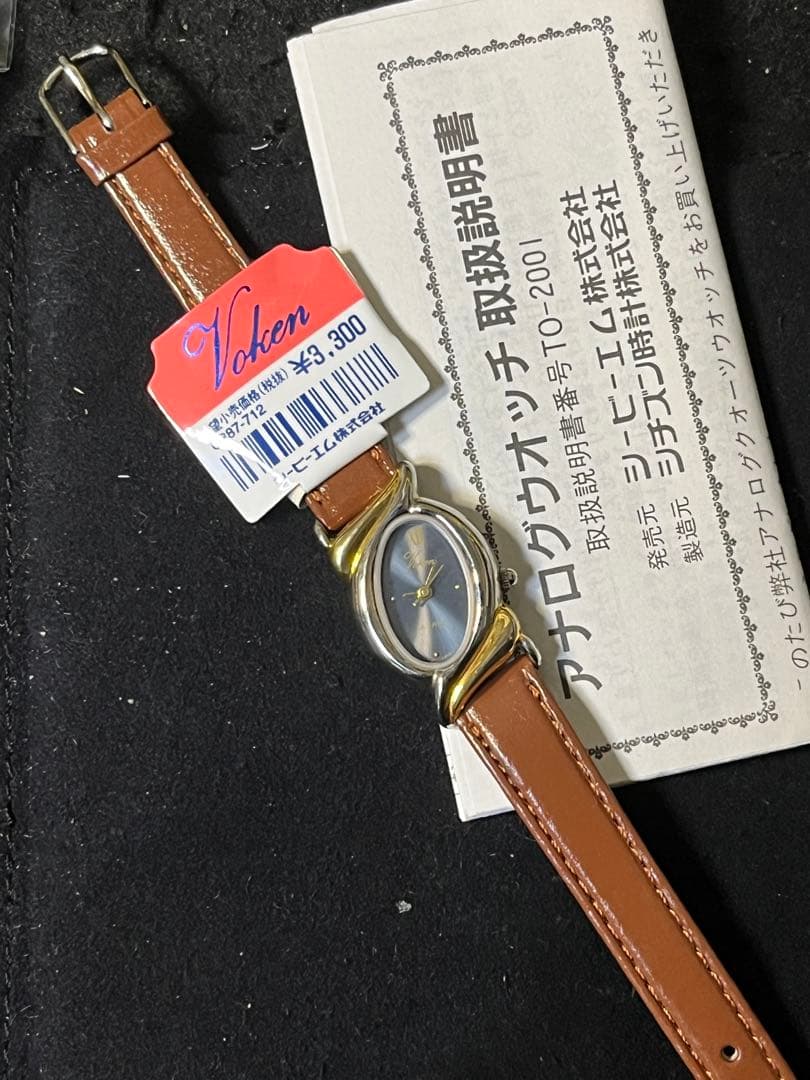 Voken
望小売価格(税抜) ¥3,300
287-712
シービーエム株式会社
Voken
アナログウオッチ 取扱説明書
取扱説明書番号TO-2001
発売元 シービーエム株式会社
製造元 シチズン時計株式会社
このたび弊社アナログクオーツウオッチをお買い上げいただき